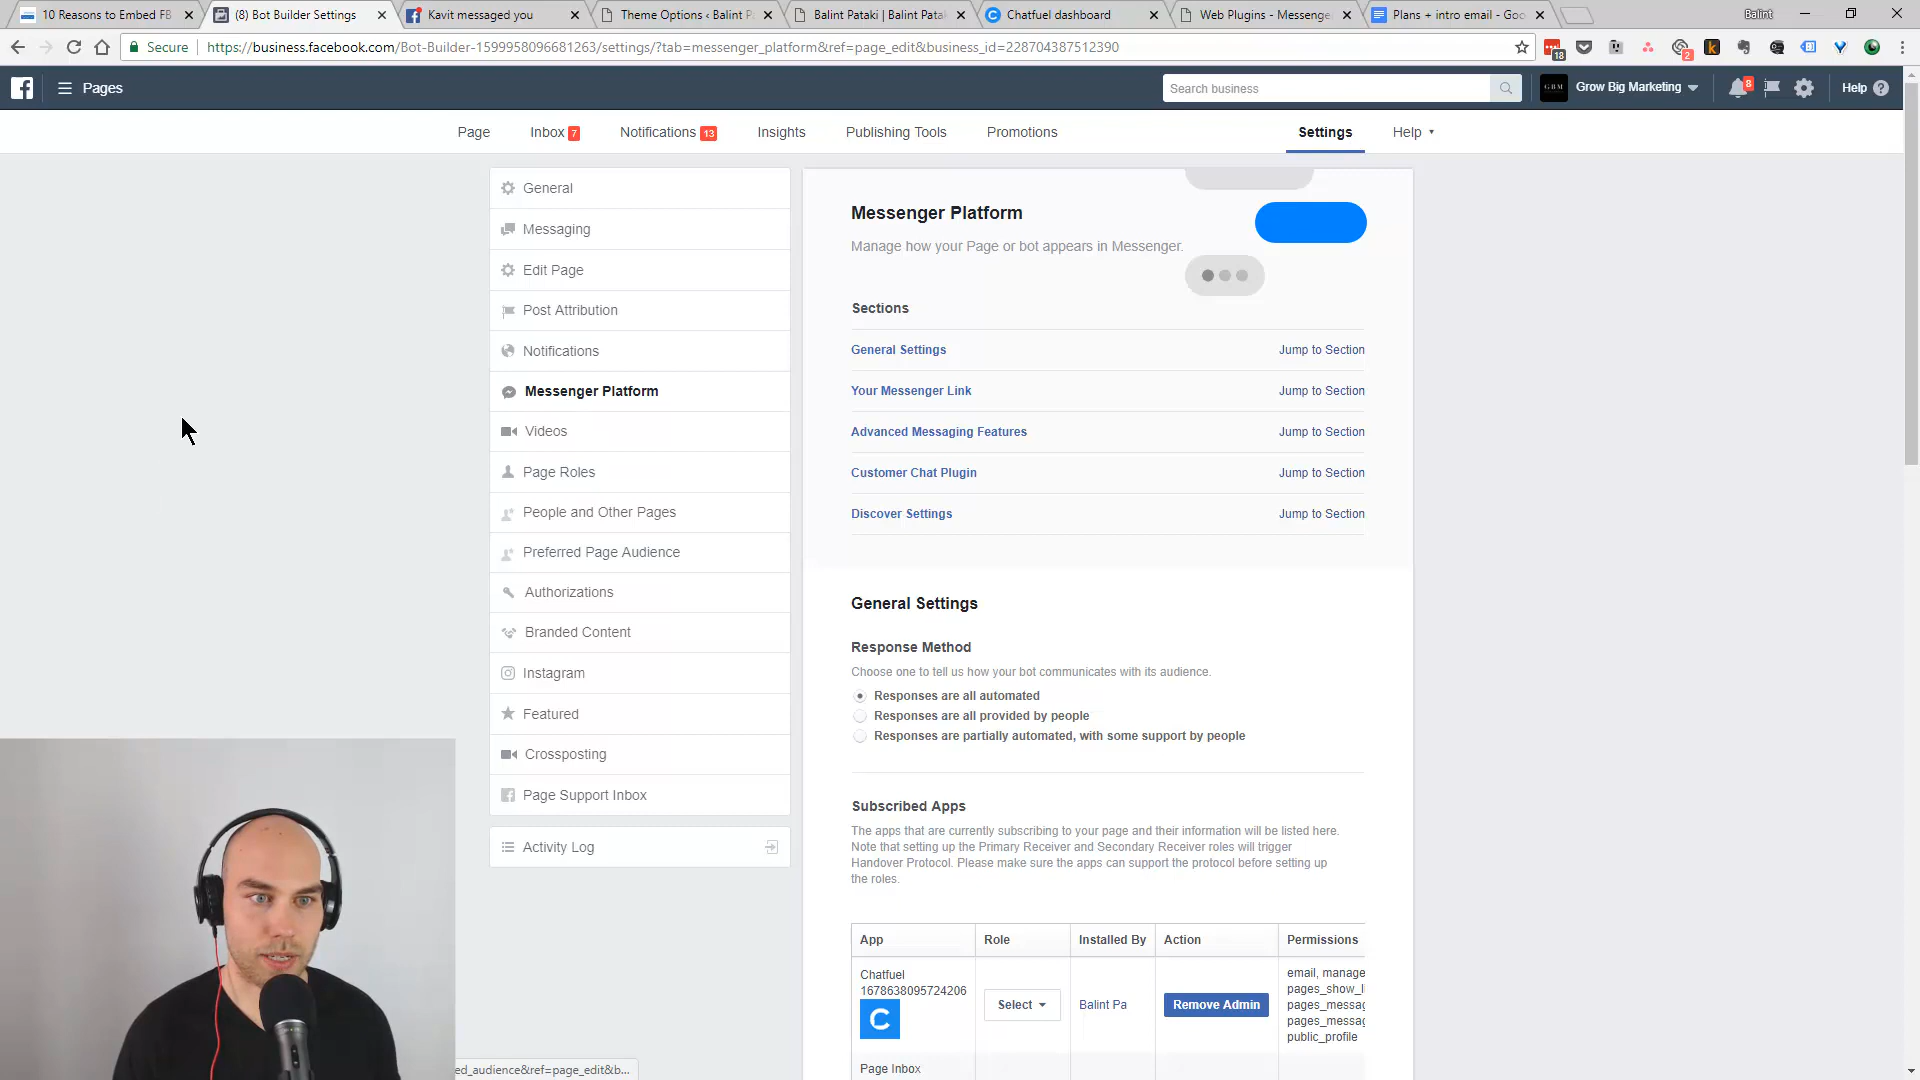 10 Reasons to Embed FB
(8) Bot Builder Settings
Kavit messaged you
Theme Options ‹ Balint P
Balint Pataki | Balint Pata
Chatfuel dashboard
Web Plugins - Messenge
Plans + intro email - Goo
Balint
Secure
https://business.facebook.com/Bot-Builder-1599958096681263/settings/?tab=messenger_platform&ref=page_edit&business_id=228704387512390
18
2
Pages
Search business
GBM
Grow Big Marketing
8
Help
Page
Inbox 7
Notifications 13
Insights
Publishing Tools
Promotions
Settings
Help
General
Messaging
Edit Page
Post Attribution
Notifications
Messenger Platform
Videos
Page Roles
People and Other Pages
Preferred Page Audience
Authorizations
Branded Content
Instagram
Featured
Crossposting
Page Support Inbox
Activity Log
Messenger Platform
Manage how your Page or bot appears in Messenger.
Sections
General Settings Jump to Section
Your Messenger Link Jump to Section
Advanced Messaging Features Jump to Section
Customer Chat Plugin Jump to Section
Discover Settings Jump to Section
General Settings
Response Method
Choose one to tell us how your bot communicates with its audience.
Responses are all automated
Responses are all provided by people
Responses are partially automated, with some support by people
Subscribed Apps
The apps that are currently subscribing to your page and their information will be listed here.
Note that setting up the Primary Receiver and Secondary Receiver roles will trigger
Handover Protocol. Please make sure the apps can support the protocol before setting up
the roles.
App Role Installed By Action Permissions
Chatfuel
1678638095724206
C
Select
Balint Pa
Remove Admin
email, manage
pages_show_li
pages_messag
pages_messag
public_profile
Page Inbox
ed_audience&ref=page_edit&b...